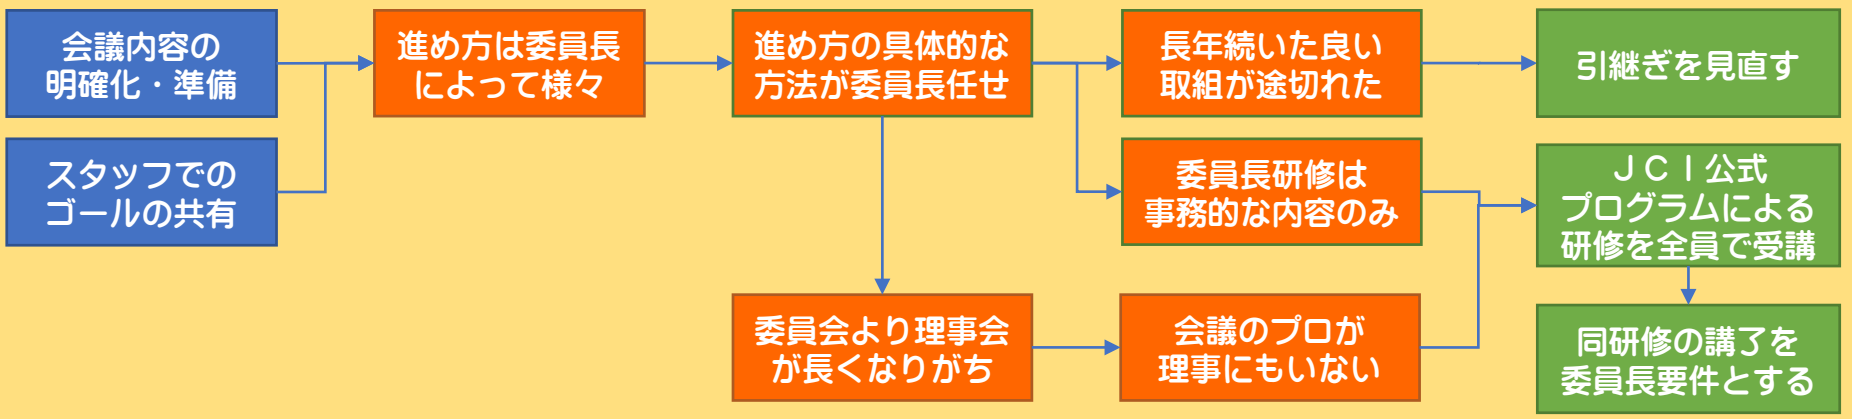 会議内容の
明確化・準備
進め方は委員長
によって様々
進め方の具体的な
方法が委員長任せ
長年続いた良い
取組が途切れた
引継ぎを見直す
スタッフでの
ゴールの共有
委員長研修は
事務的な内容のみ
ＪＣＩ公式
プログラムによる
研修を全員で受講
委員会より理事会
が長くなりがち
会議のプロが
理事にもいない
同研修の講了を
委員長要件とする